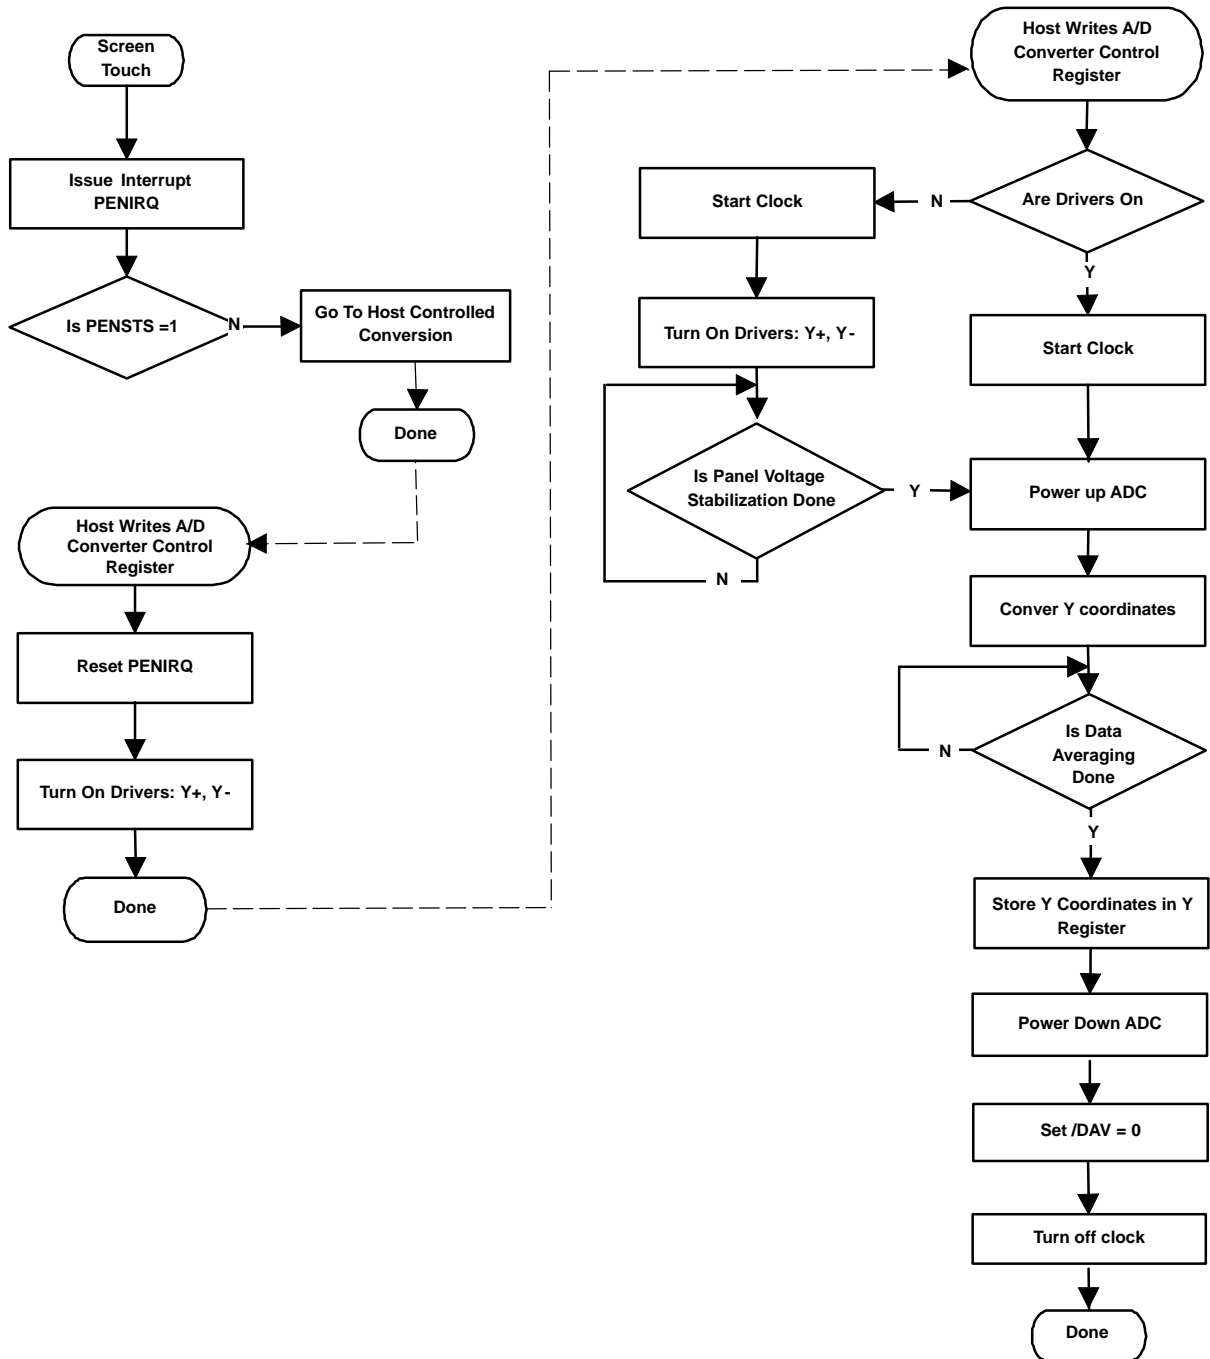 Screen
Touch
Issue Interrupt
PENIRQ
Is PENSTS =1
N
Go To Host Controlled
Conversion
Done
Host Writes A/D
Converter Control
Register
Reset PENIRQ
Turn On Drivers: Y+, Y-
Done
Host Writes A/D
Converter Control
Register
Are Drivers On
N
Start Clock
Turn On Drivers: Y+, Y-
Is Panel Voltage
Stabilization Done
N
Y
Y
Start Clock
Power up ADC
Conver Y coordinates
Is Data
Averaging
Done
N
Y
Store Y Coordinates in Y
Register
Power Down ADC
Set /DAV = 0
Turn off clock
Done